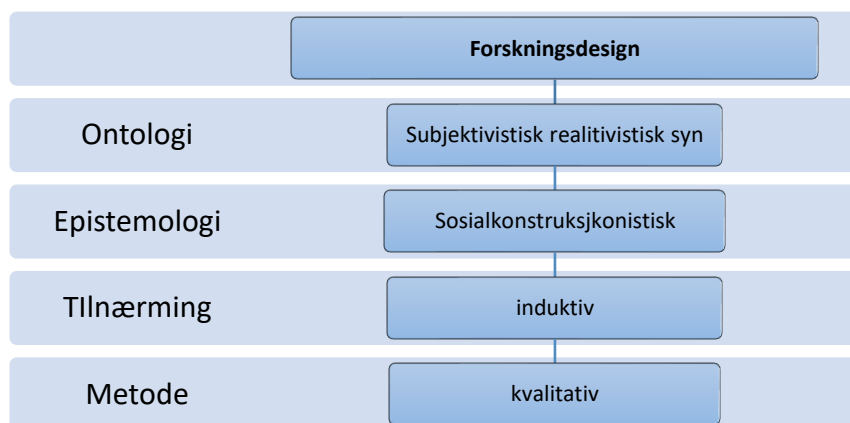 Forskningsdesign
Ontologi Subjektivistisk realitivistisk syn
Epistemologi Sosialkonstruksjkonistisk
TIlnærming induktiv
Metode kvalitativ